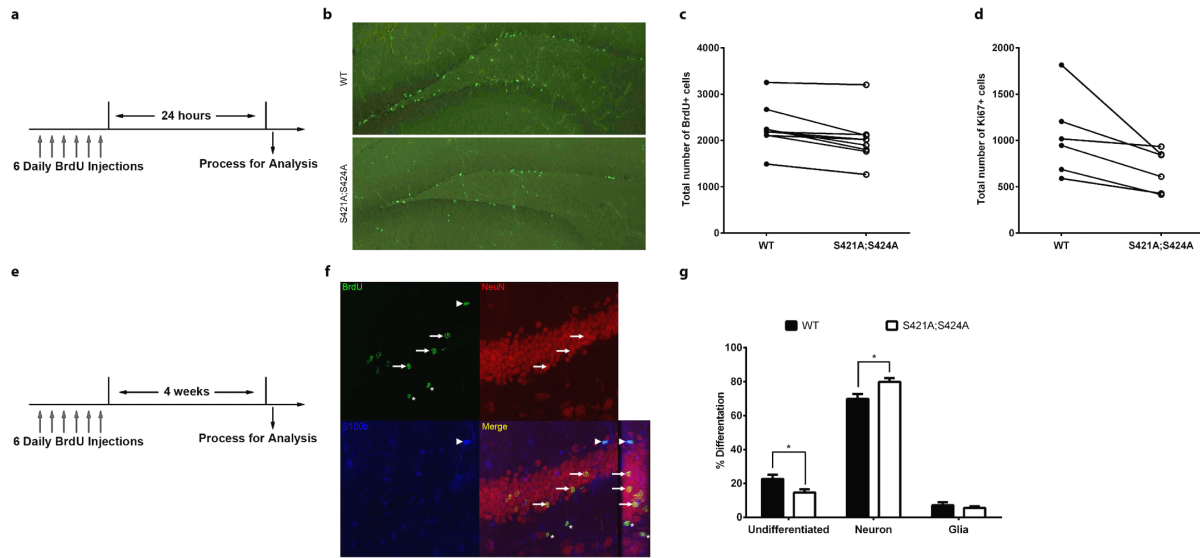 a
24 hours
6 Daily BrdU Injections
Process for Analysis
b
WT
S421A;S424A
c
Total number of BrdU+ cells
4000
3000
2000
1000
0
WT
S421A;S424A
d
Total number of Ki67+ cells
2000
1500
1000
500
0
WT
S421A;S424A
e
4 weeks
6 Daily BrdU Injections
Process for Analysis
f
BrdU
NeuN
S100b
Merge
g
WT
S421A;S424A
% Differentitation
100
80
60
40
20
0
*
*
Undifferentiated
Neuron
Glia